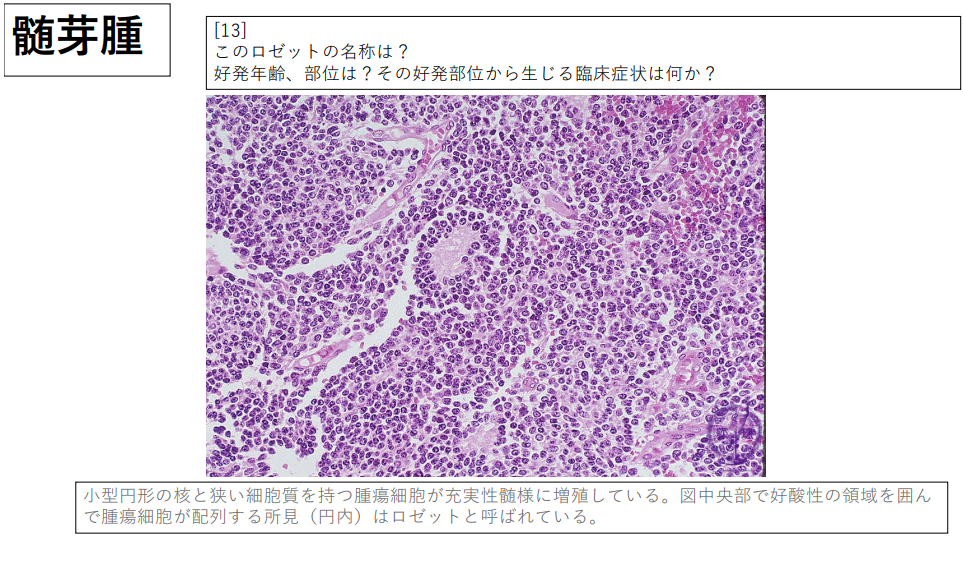 髄芽腫
[13]
このロゼットの名称は？
好発年齢、部位は？その好発部位から生じる臨床症状は何か？
小型円形の核と狭い細胞質を持つ腫瘍細胞が充実性髄様に増殖している。図中央部で好酸性の領域を囲ん
で腫瘍細胞が配列する所見（円内）はロゼットと呼ばれている。